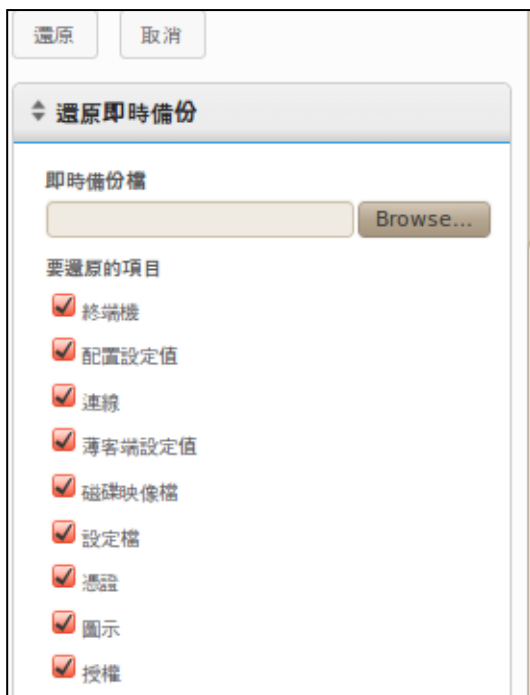 還原 取消
還原即時備份
即時備份檔
Browse...
要還原的項目
終端機
配置設定值
連線
薄客端設定值
磁碟映像檔
設定檔
憑證
圖示
授權